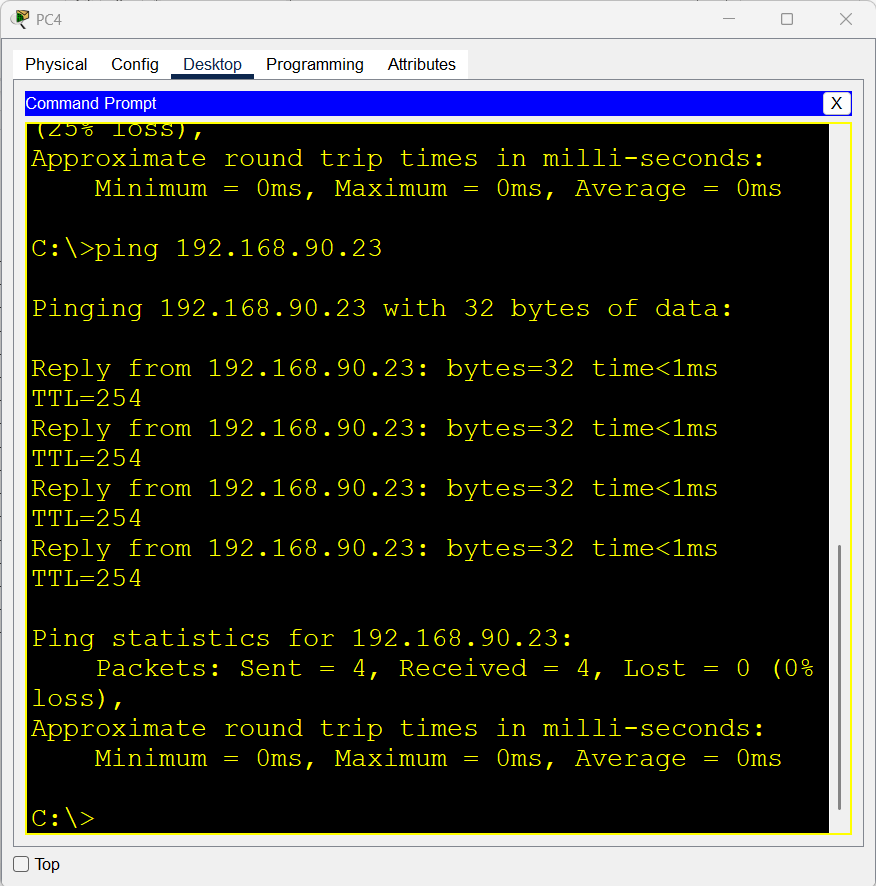 PC4
Physical Config Desktop Programming Attributes
Command Prompt
X
(25% loss),
Approximate round trip times in milli-seconds:
    Minimum = 0ms, Maximum = 0ms, Average = 0ms
C:\>ping 192.168.90.23
Pinging 192.168.90.23 with 32 bytes of data:
Reply from 192.168.90.23: bytes=32 time<1ms
TTL=254
Reply from 192.168.90.23: bytes=32 time<1ms
TTL=254
Reply from 192.168.90.23: bytes=32 time<1ms
TTL=254
Reply from 192.168.90.23: bytes=32 time<1ms
TTL=254
Ping statistics for 192.168.90.23:
    Packets: Sent = 4, Received = 4, Lost = 0 (0%
loss),
Approximate round trip times in milli-seconds:
    Minimum = 0ms, Maximum = 0ms, Average = 0ms
C:\>
Top